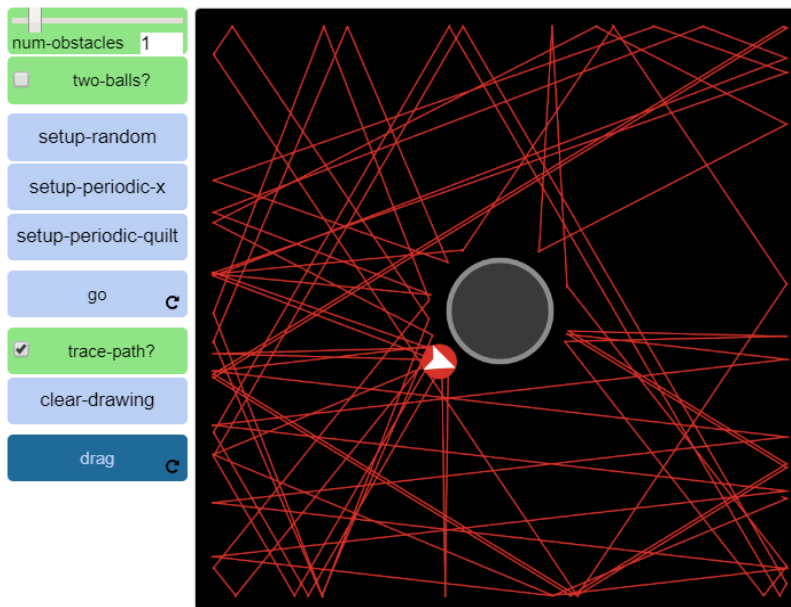 num-obstacles 1
two-balls?
setup-random
setup-periodic-x
setup-periodic-quilt
go
trace-path?
clear-drawing
drag